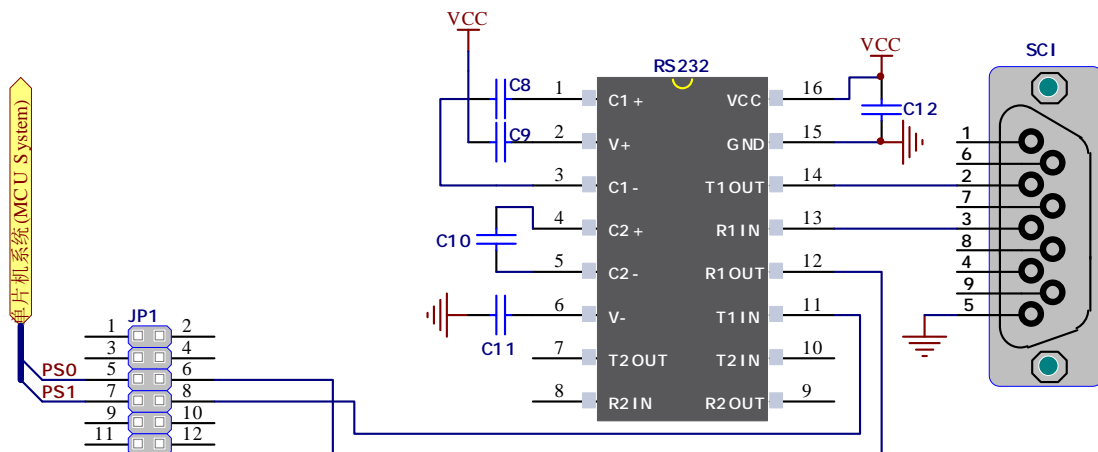 VCC
VCC
SCI
RS232
C8
1
C1+
VCC
16
C12
C9
2
V+
GND
15
1
6
3
C1-
T1OUT
14
2
7
4
C2+
R1IN
13
3
C10
8
5
C2-
R1OUT
12
4
9
6
V-
T1IN
11
5
C11
7
T2OUT
T2IN
10
8
R2IN
R2OUT
9
单片机系统(MCU System)
JP1
1
2
3
4
PS0
5
6
PS1
7
8
9
10
11
12